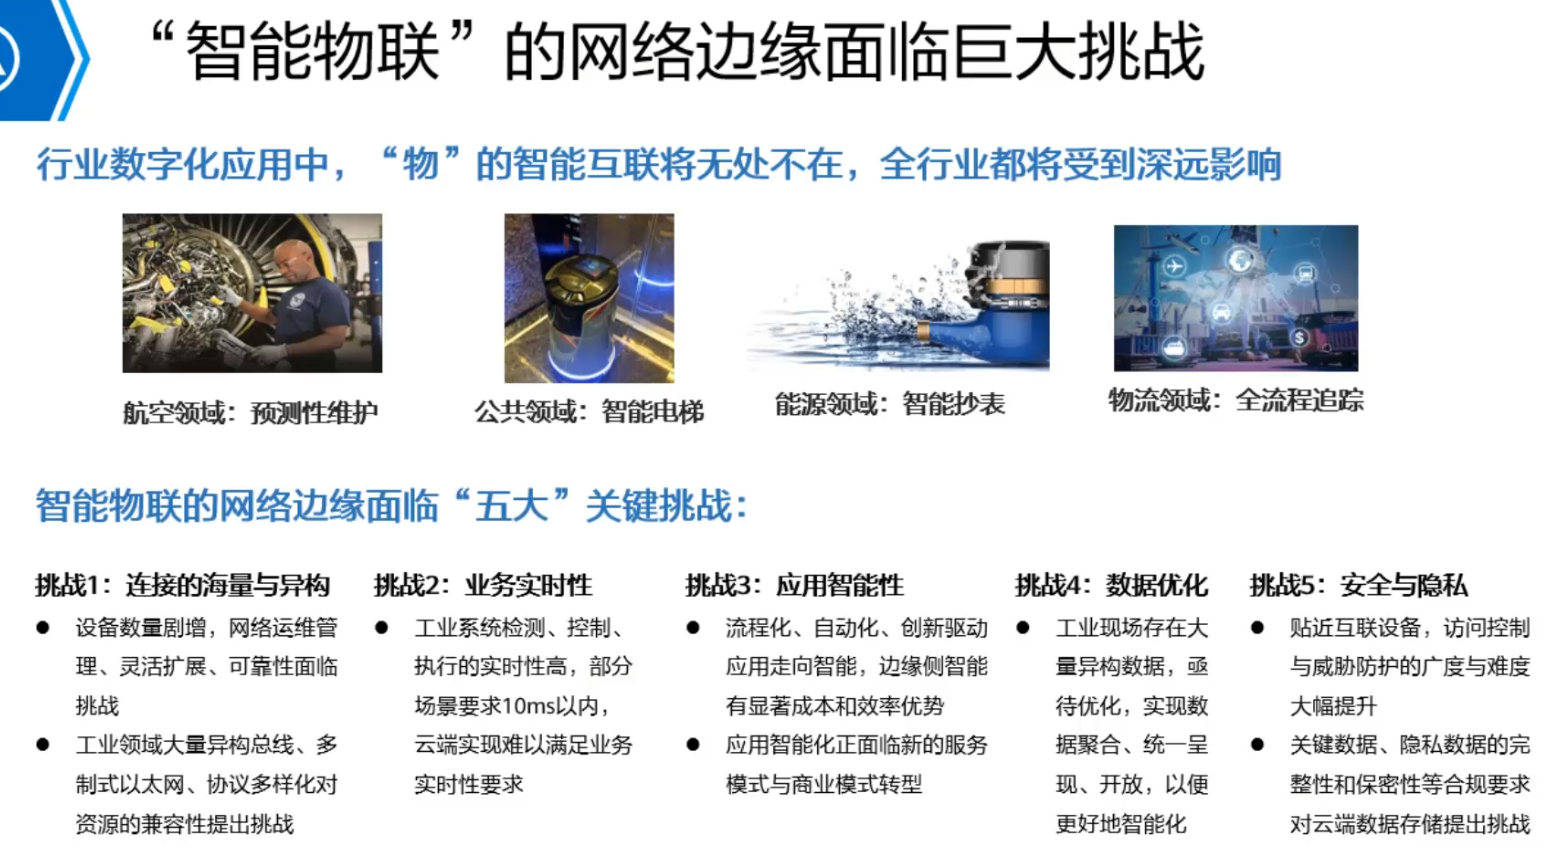 “智能物联”的网络边缘面临巨大挑战
行业数字化应用中，“物”的智能互联将无处不在，全行业都将受到深远影响
航空领域：预测性维护
公共领域：智能电梯
能源领域：智能抄表
物流领域：全流程追踪
智能物联的网络边缘面临“五大”关键挑战：
挑战1：连接的海量与异构
● 设备数量剧增，网络运维管
理、灵活扩展、可靠性面临
挑战
● 工业领域大量异构总线、多
制式以太网、协议多样化对
资源的兼容性提出挑战
挑战2：业务实时性
● 工业系统检测、控制、
执行的实时性高，部分
场景要求10ms以内，
云端实现难以满足业务
实时性要求
挑战3：应用智能性
● 流程化、自动化、创新驱动
应用走向智能，边缘侧智能
有显著成本和效率优势
● 应用智能化正面临新的服务
模式与商业模式转型
挑战4：数据优化
● 工业现场存在大
量异构数据，亟
待优化，实现数
据聚合、统一呈
现、开放，以便
更好地智能化
挑战5：安全与隐私
● 贴近互联设备，访问控制
与威胁防护的广度与难度
大幅提升
● 关键数据、隐私数据的完
整性和保密性等合规要求
对云端数据存储提出挑战